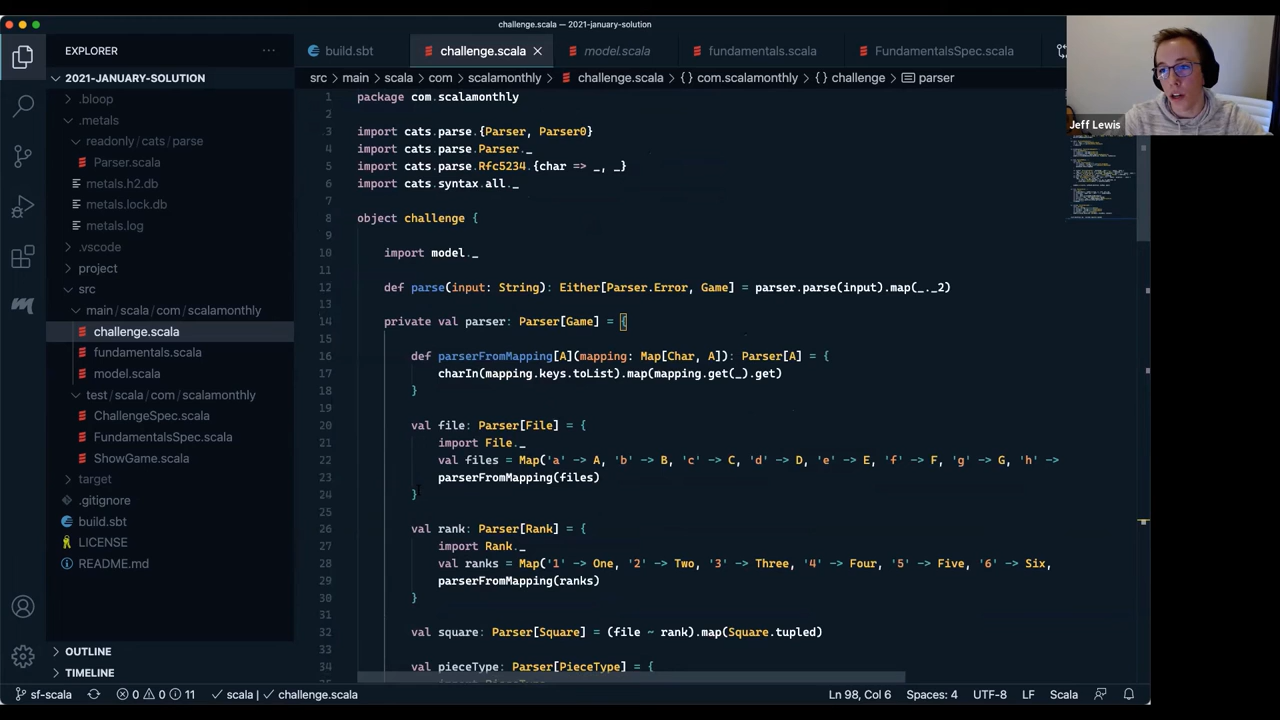 challenge.scala — 2021-january-solution
EXPLORER
2021-JANUARY-SOLUTION
.bloop
.metals
readonly / cats / parse
Parser.scala
metals.h2.db
metals.lock.db
metals.log
.vscode
project
src
main / scala / com / scalamonthly
challenge.scala
fundamentals.scala
model.scala
test / scala / com / scalamonthly
ChallengeSpec.scala
FundamentalsSpec.scala
ShowGame.scala
target
.gitignore
build.sbt
LICENSE
README.md
OUTLINE
TIMELINE
build.sbt challenge.scala model.scala fundamentals.scala FundamentalsSpec.scala
src > main > scala > com > scalamonthly > challenge.scala > {} com.scalamonthly > {} challenge > parser
1 package com.scalamonthly
2
3 import cats.parse.{Parser, Parser0}
4 import cats.parse.Parser._
5 import cats.parse.Rfc5234.{char => _, _}
6 import cats.syntax.all._
7
8 object challenge {
9
10 import model._
11
12 def parse(input: String): Either[Parser.Error, Game] = parser.parse(input).map(_._2)
13
14 private val parser: Parser[Game] = {
15
16 def parserFromMapping[A](mapping: Map[Char, A]): Parser[A] = {
17 charIn(mapping.keys.toList).map(mapping.get(_).get)
18 }
19
20 val file: Parser[File] = {
21 import File._
22 val files = Map('a' -> A, 'b' -> B, 'c' -> C, 'd' -> D, 'e' -> E, 'f' -> F, 'g' -> G, 'h' ->
23 parserFromMapping(files)
24 }
25
26 val rank: Parser[Rank] = {
27 import Rank._
28 val ranks = Map('1' -> One, '2' -> Two, '3' -> Three, '4' -> Four, '5' -> Five, '6' -> Six,
29 parserFromMapping(ranks)
30 }
31
32 val square: Parser[Square] = (file ~ rank).map(Square.tupled)
33
34 val pieceType: Parser[PieceType] = {
Jeff Lewis
sf-scala 0 0 11 scala challenge.scala Ln 98, Col 6 Spaces: 4 UTF-8 LF Scala